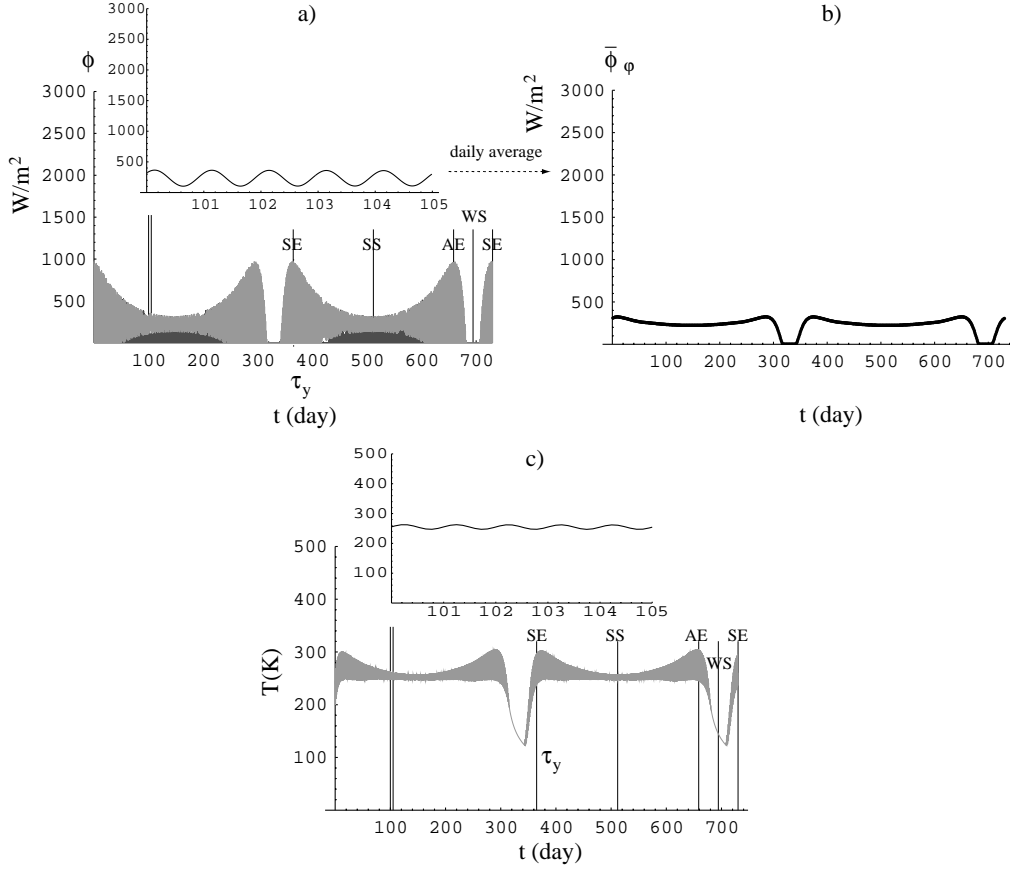 a)
b)
3000
2500
2000
1500
1000
500
101 102 103 104 105
ϕ
W/m²
3000
2500
2000
1500
1000
500
SE SS AE WS SE
100 200 300 400 500 600 700
τy
t (day)
daily average
ϕ̄ φ
W/m²
3000
2500
2000
1500
1000
500
100 200 300 400 500 600 700
t (day)
c)
500
400
300
200
100
101 102 103 104 105
T(K)
500
400
300
200
100
SE SS AE WS SE
τy
100 200 300 400 500 600 700
t (day)